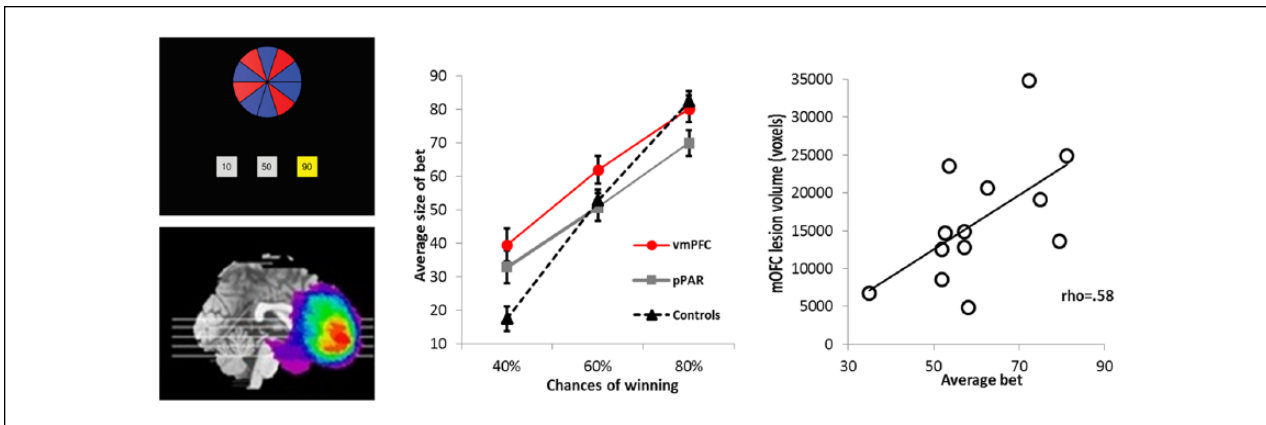 10 50 90
Average size of bet
90
80
70
60
50
40
30
20
10
vmPFC
pPAR
Controls
40% 60% 80%
Chances of winning
mOFC lesion volume (voxels)
35000
30000
25000
20000
15000
10000
5000
0
rho=.58
30 50 70 90
Average bet